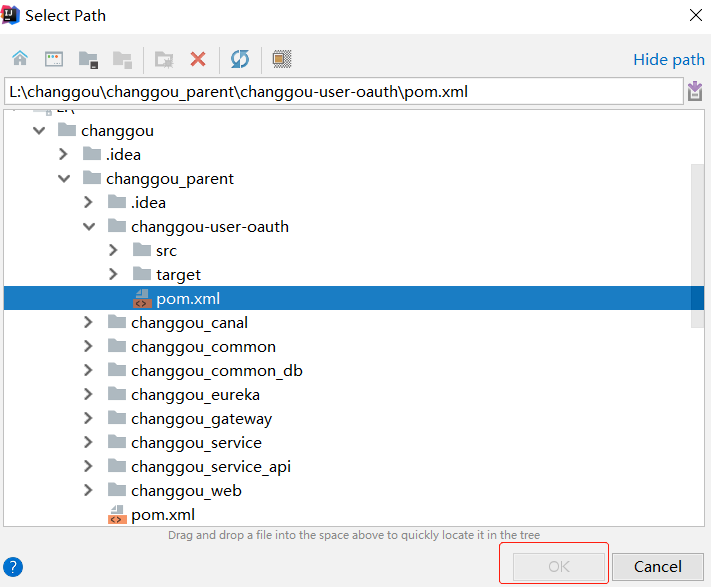 Select Path
Hide path
L:\changgou\changgou_parent\changgou-user-oauth\pom.xml
changgou
.idea
changgou_parent
.idea
changgou-user-oauth
src
target
pom.xml
changgou_canal
changgou_common
changgou_common_db
changgou_eureka
changgou_gateway
changgou_service
changgou_service_api
changgou_web
pom.xml
Drag and drop a file into the space above to quickly locate it in the tree
?
OK
Cancel